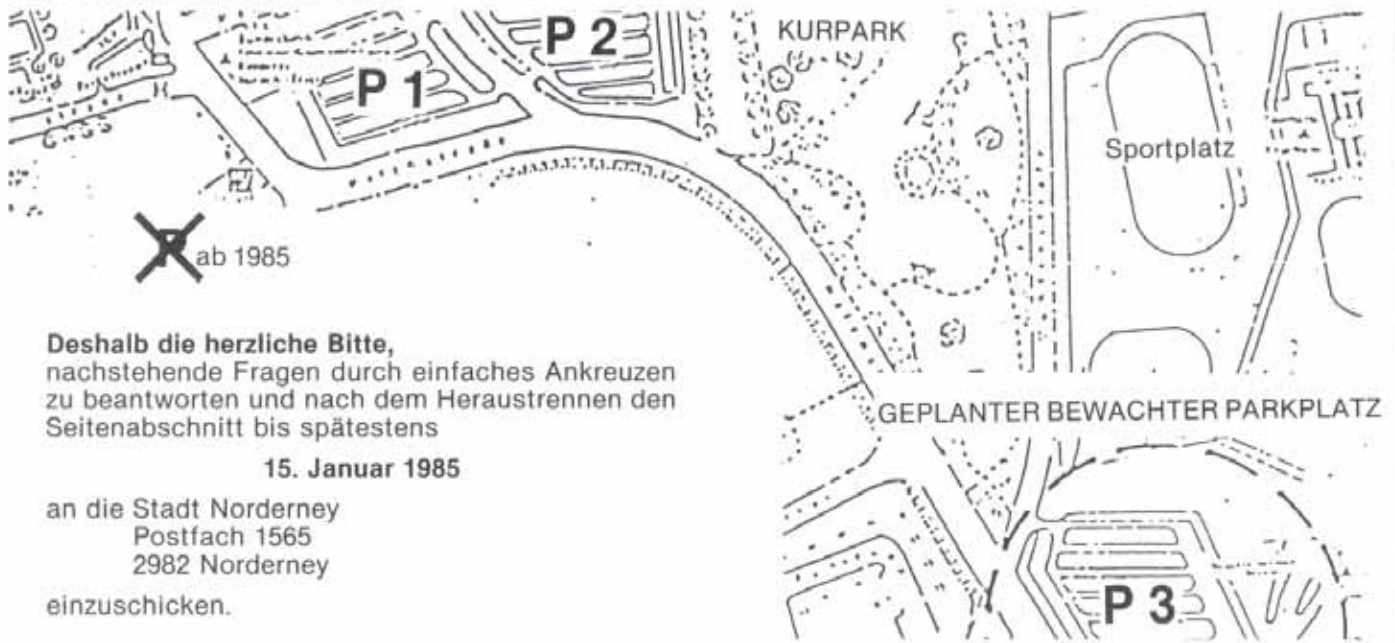 P 1
P 2
KURPARK
Sportplatz
P ab 1985
Deshalb die herzliche Bitte,
nachstehende Fragen durch einfaches Ankreuzen
zu beantworten und nach dem Heraustrennen den
Seitenabschnitt bis spätestens
15. Januar 1985
an die Stadt Norderney
Postfach 1565
2982 Norderney
einzuschicken.
GEPLANTER BEWACHTER PARKPLATZ
P 3